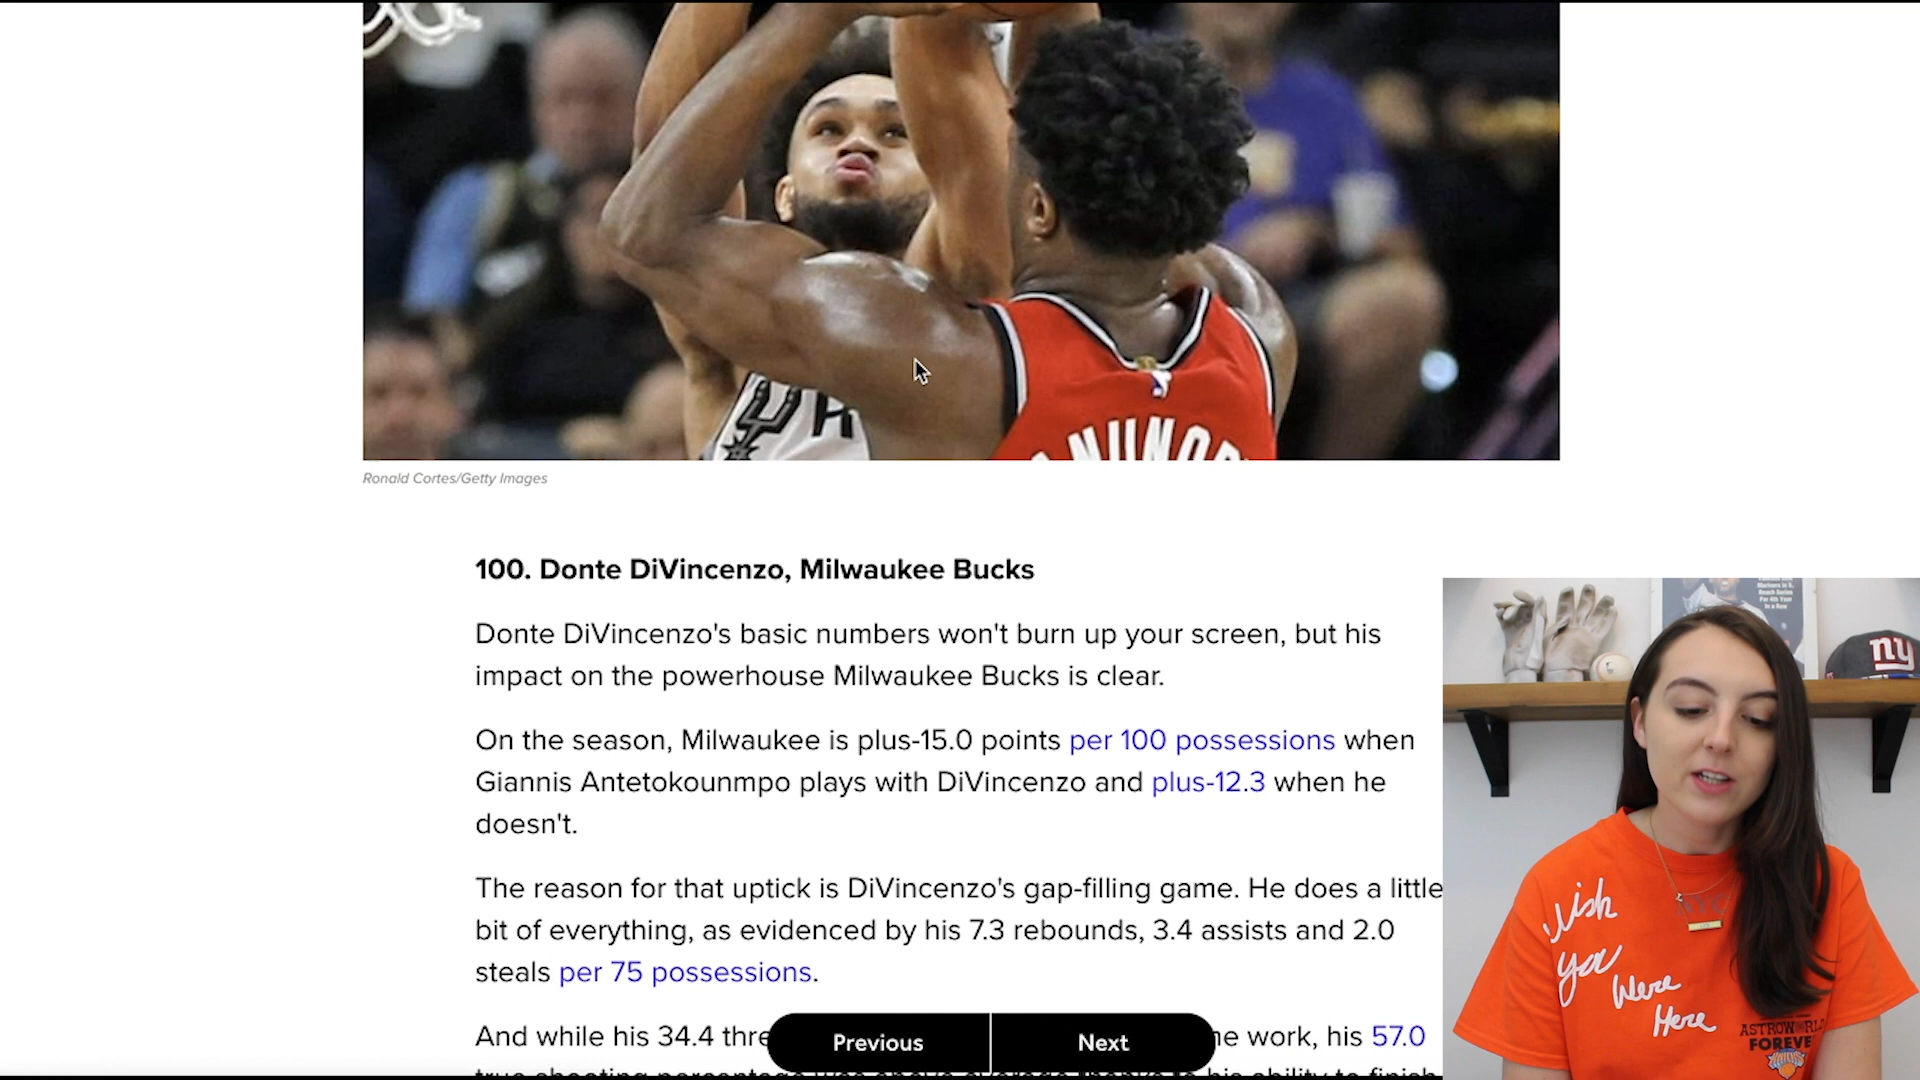 Ronald Cortes/Getty Images
100. Donte DiVincenzo, Milwaukee Bucks
Donte DiVincenzo's basic numbers won't burn up your screen, but his
impact on the powerhouse Milwaukee Bucks is clear.
On the season, Milwaukee is plus-15.0 points per 100 possessions when
Giannis Antetokounmpo plays with DiVincenzo and plus-12.3 when he
doesn't.
The reason for that uptick is DiVincenzo's gap-filling game. He does a little
bit of everything, as evidenced by his 7.3 rebounds, 3.4 assists and 2.0
steals per 75 possessions.
And while his 34.4 work, his 57.0
Previous
Next
ny
Wish
you
Were
Here
ASTROWORLD
FOREVE